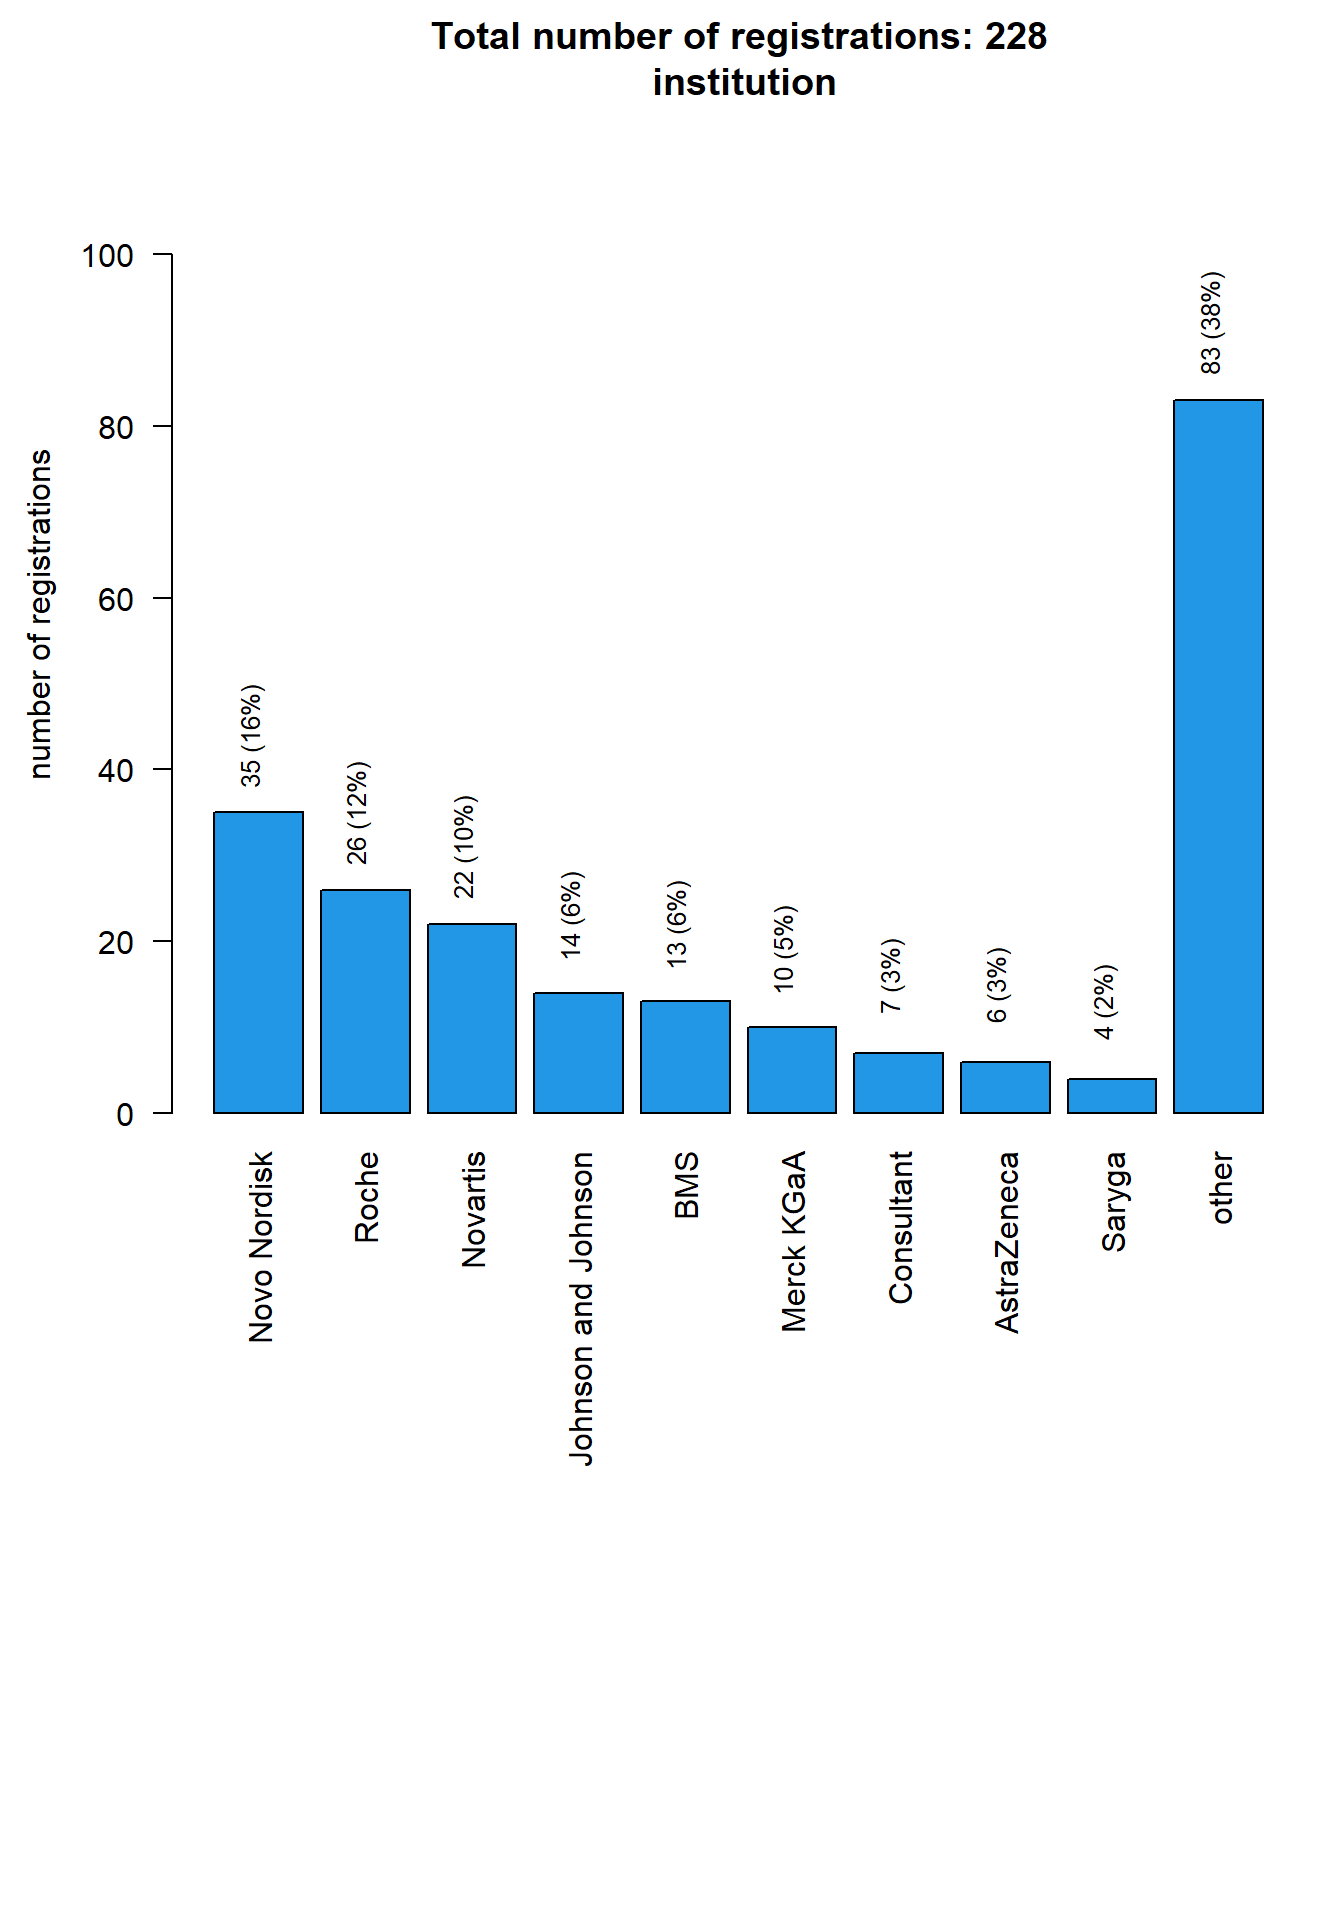 Total number of registrations: 228
institution
number of registrations
100
80
60
40
20
0
35 (16%)
26 (12%)
22 (10%)
14 (6%)
13 (6%)
10 (5%)
7 (3%)
6 (3%)
4 (2%)
83 (38%)
Novo Nordisk
Roche
Novartis
Johnson and Johnson
BMS
Merck KGaA
Consultant
AstraZeneca
Saryga
other